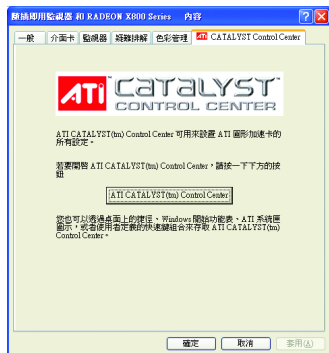 隨插即用監視器 和 RADEON X800 Series 內容
一般 介面卡 監視器 疑難排解 色彩管理 ATI CATALYST Control Center
ATI CATALYST™
CONTROL CENTER
ATI CATALYST(tm) Control Center 可用來設置 ATI 圖形加速卡的
所有設定。
若要開啓 ATI CATALYST(tm) Control Center，請按一下下方的按
鈕
ATI CATALYST(tm) Control Center
您也可以透過桌面上的捷徑、Windows 開始功能表、ATI 系統匣
圖示，或者使用者定義的快速鍵組合來存取 ATI CATALYST(tm)
Control Center。
確定 取消 套用(A)